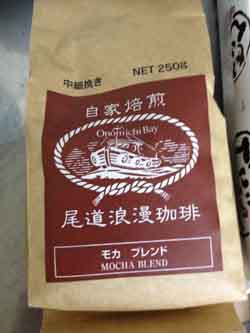 中細挽き NET 250g
自家焙煎
Onomichi Bay
尾道浪漫珈琲
モカ ブレンド
MOCHA BLEND